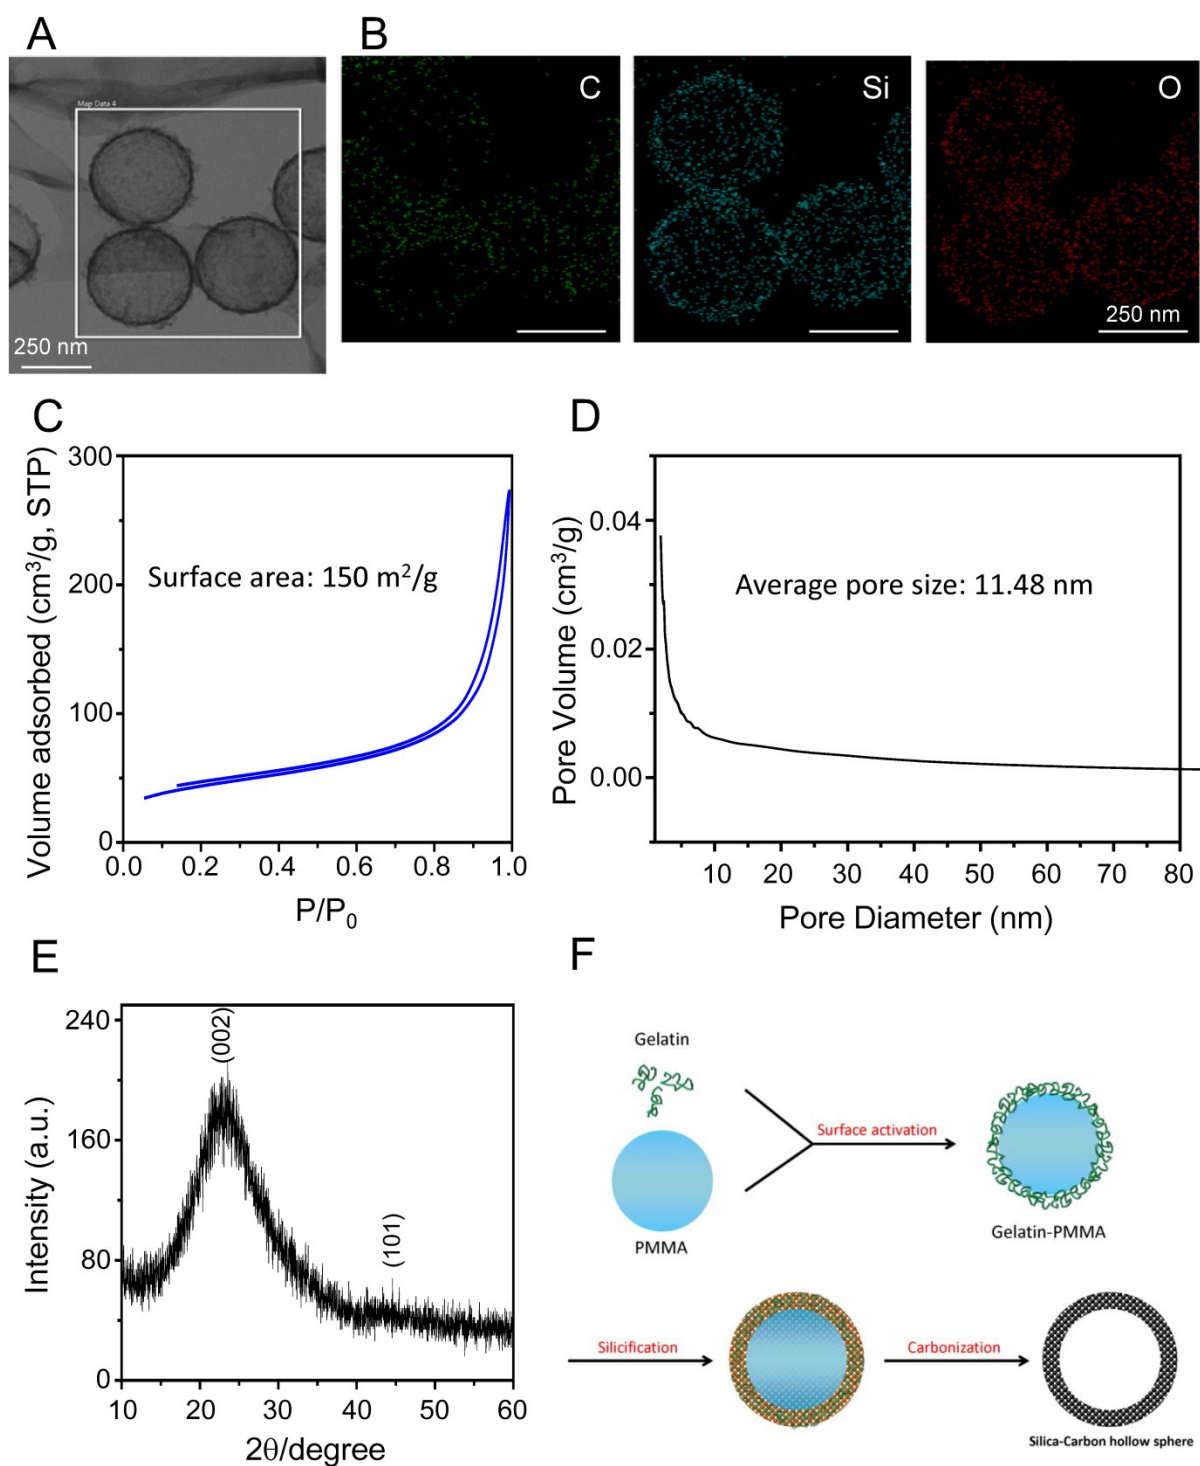 A
Map Data 4
250 nm
B
C
Si
O
250 nm
C
Volume adsorbed (cm³/g, STP)
300
200
100
0
Surface area: 150 m²/g
0.0 0.2 0.4 0.6 0.8 1.0
P/P₀
D
Pore Volume (cm³/g)
0.04
0.02
0.00
Average pore size: 11.48 nm
10 20 30 40 50 60 70 80
Pore Diameter (nm)
E
Intensity (a.u.)
240
160
80
0
(002)
(101)
10 20 30 40 50 60
2θ/degree
F
Gelatin
PMMA
Surface activation
Gelatin-PMMA
Silicification
Carbonization
Silica-Carbon hollow sphere